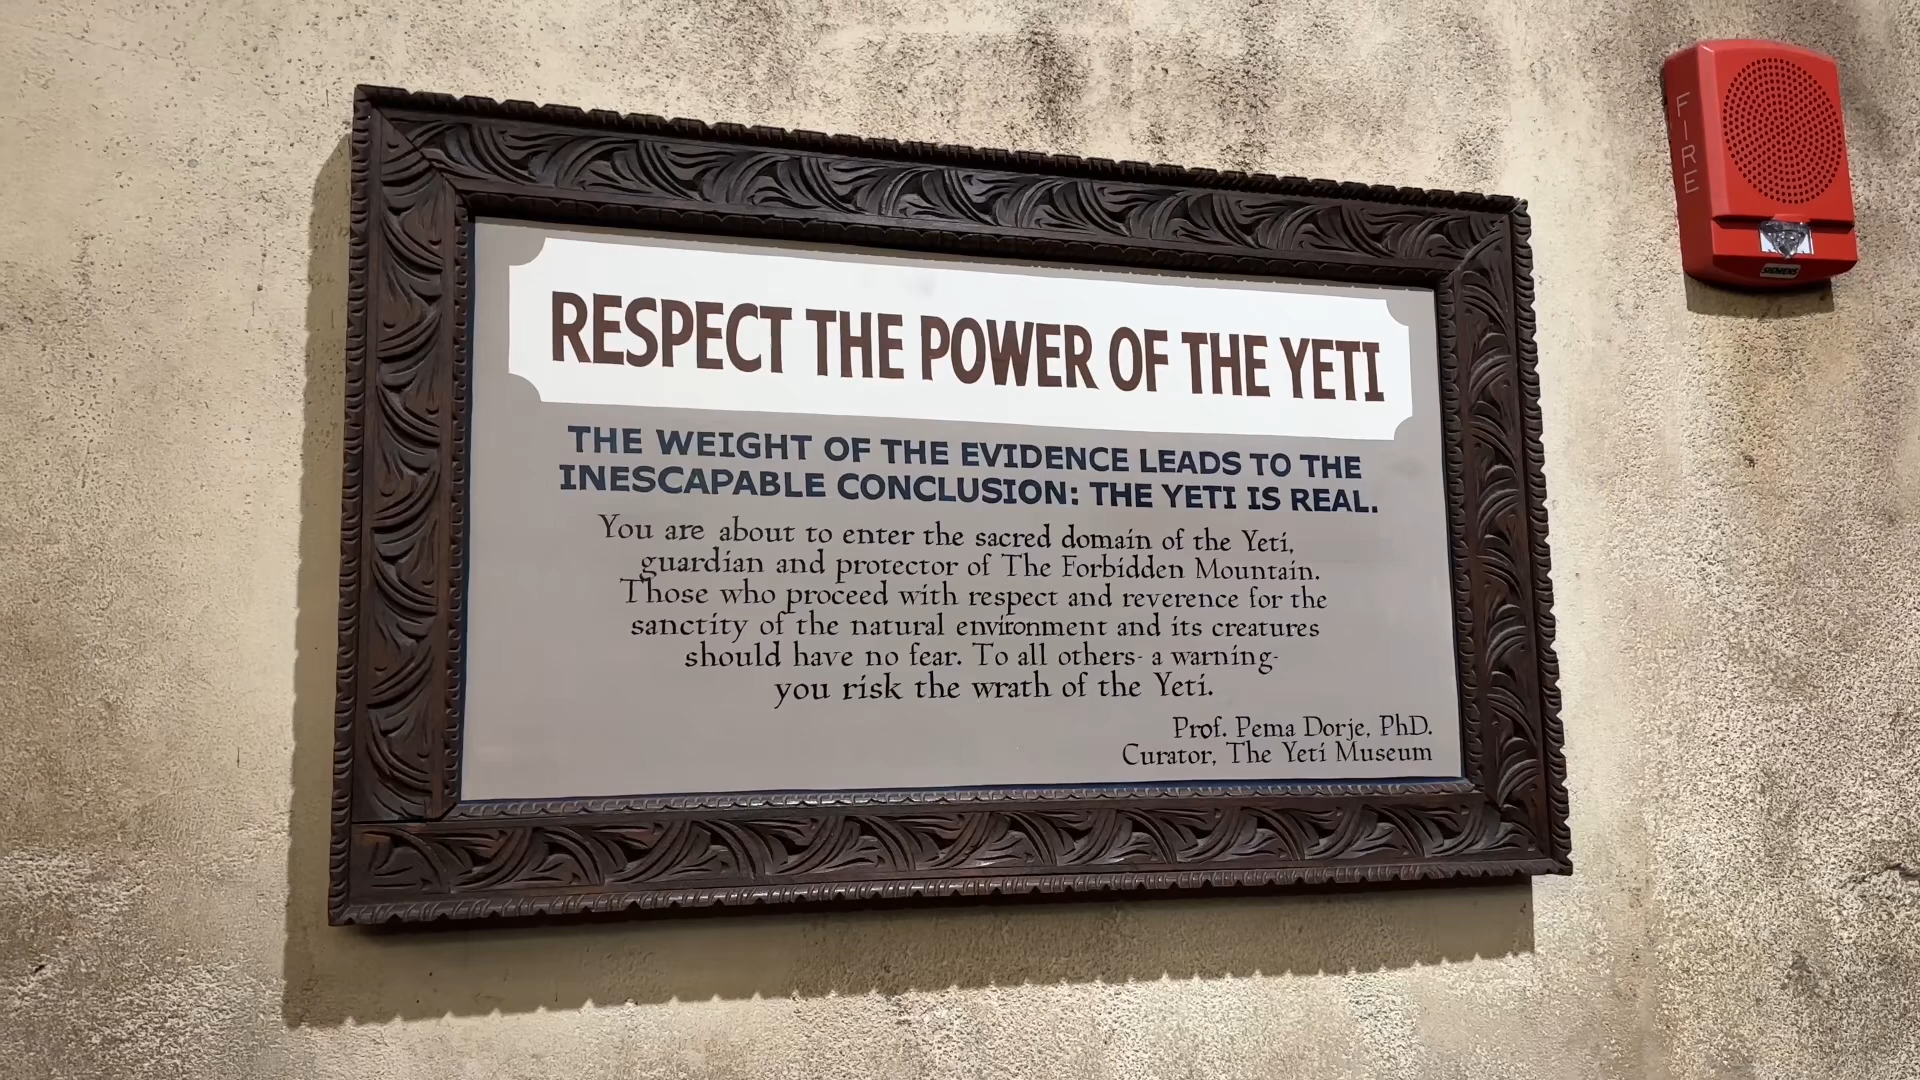 RESPECT THE POWER OF THE YETI
THE WEIGHT OF THE EVIDENCE LEADS TO THE
INESCAPABLE CONCLUSION: THE YETI IS REAL.
You are about to enter the sacred domain of the Yeti,
guardian and protector of The Forbidden Mountain.
Those who proceed with respect and reverence for the
sanctity of the natural environment and its creatures
should have no fear. To all others- a warning-
you risk the wrath of the Yeti.
Prof. Pema Dorje, PhD.
Curator, The Yeti Museum
FIRE
SIEMENS